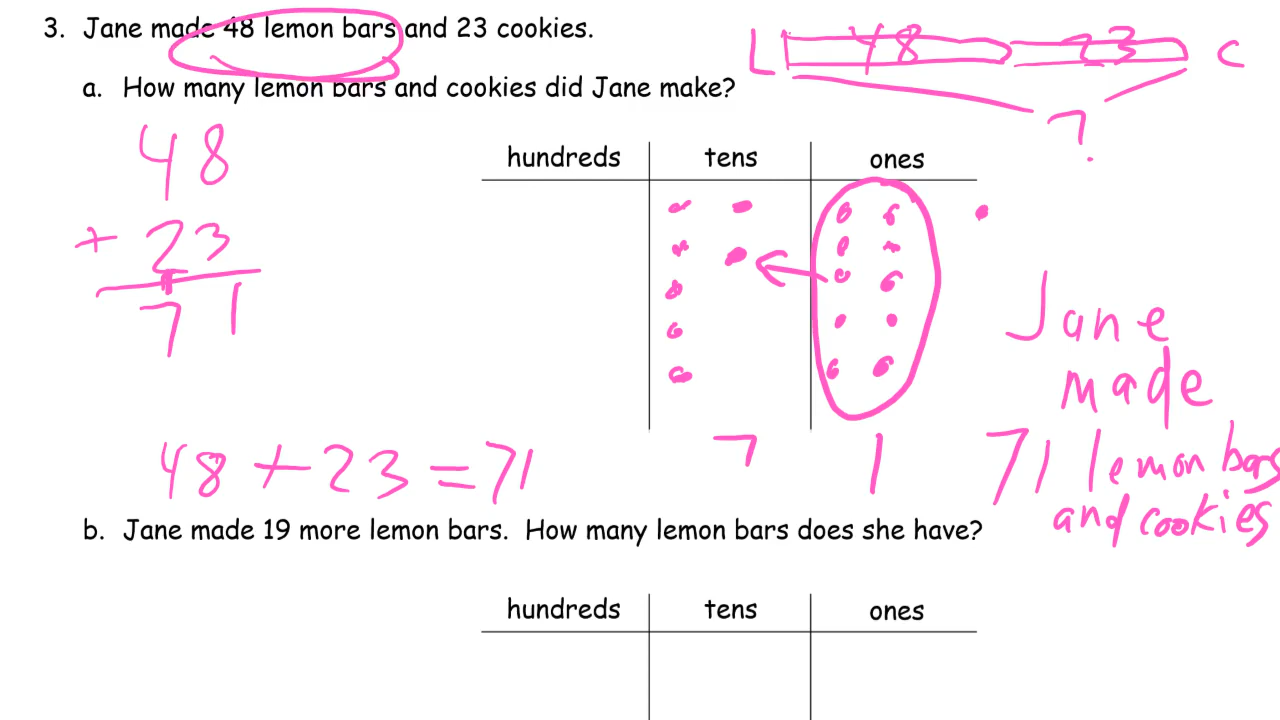 3. Jane made 48 lemon bars and 23 cookies.
L 48 23 C
?
a. How many lemon bars and cookies did Jane make?
48
+ 23
1
71
hundreds tens ones
7 1
Jane
made
71 lemon bars
and cookies
48 + 23 = 71
b. Jane made 19 more lemon bars. How many lemon bars does she have?
hundreds tens ones